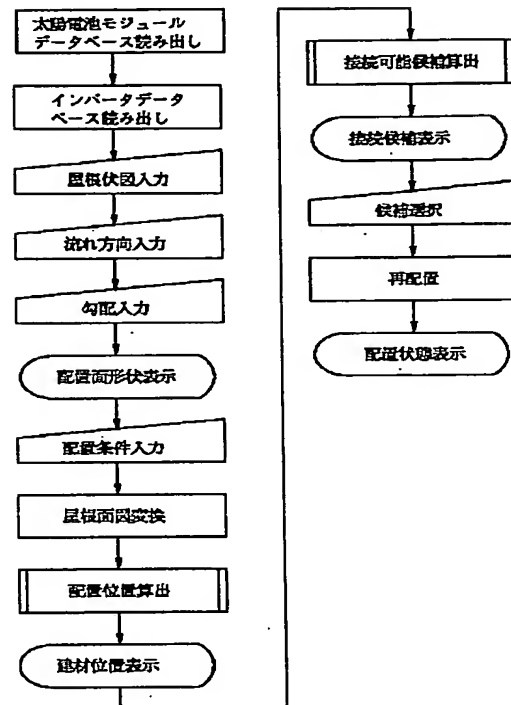 太陽電池モジュール
データベース読み出し
インバータデータ
ベース読み出し
屋根伏図入力
流れ方向入力
勾配入力
配置面形状表示
配置条件入力
屋根面図変換
配置位置算出
建材位置表示
接続可能候補算出
接続候補表示
候補選択
再配置
配置状態表示